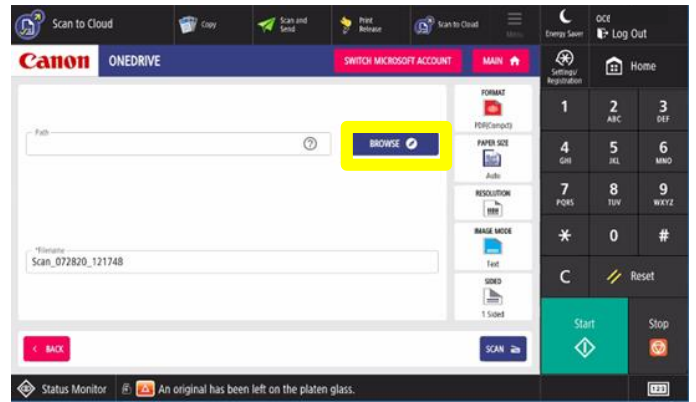 Scan to Cloud
Copy
Scan and Send
Print Release
Scan to Cloud
Menu
Energy Saver
oce
Log Out
Canon
ONEDRIVE
SWITCH MICROSOFT ACCOUNT
MAIN
Settings/ Registration
Home
Path
BROWSE
*Filename
Scan_072820_121748
FORMAT
PDF(Compct)
PAPER SIZE
Auto
RESOLUTION
IMAGE MODE
Text
SIDED
1 Sided
1
2 ABC
3 DEF
4 GHI
5 JKL
6 MNO
7 PQRS
8 TUV
9 WXYZ
* 0 #
C
Reset
Start
Stop
BACK
SCAN
Status Monitor
An original has been left on the platen glass.
123